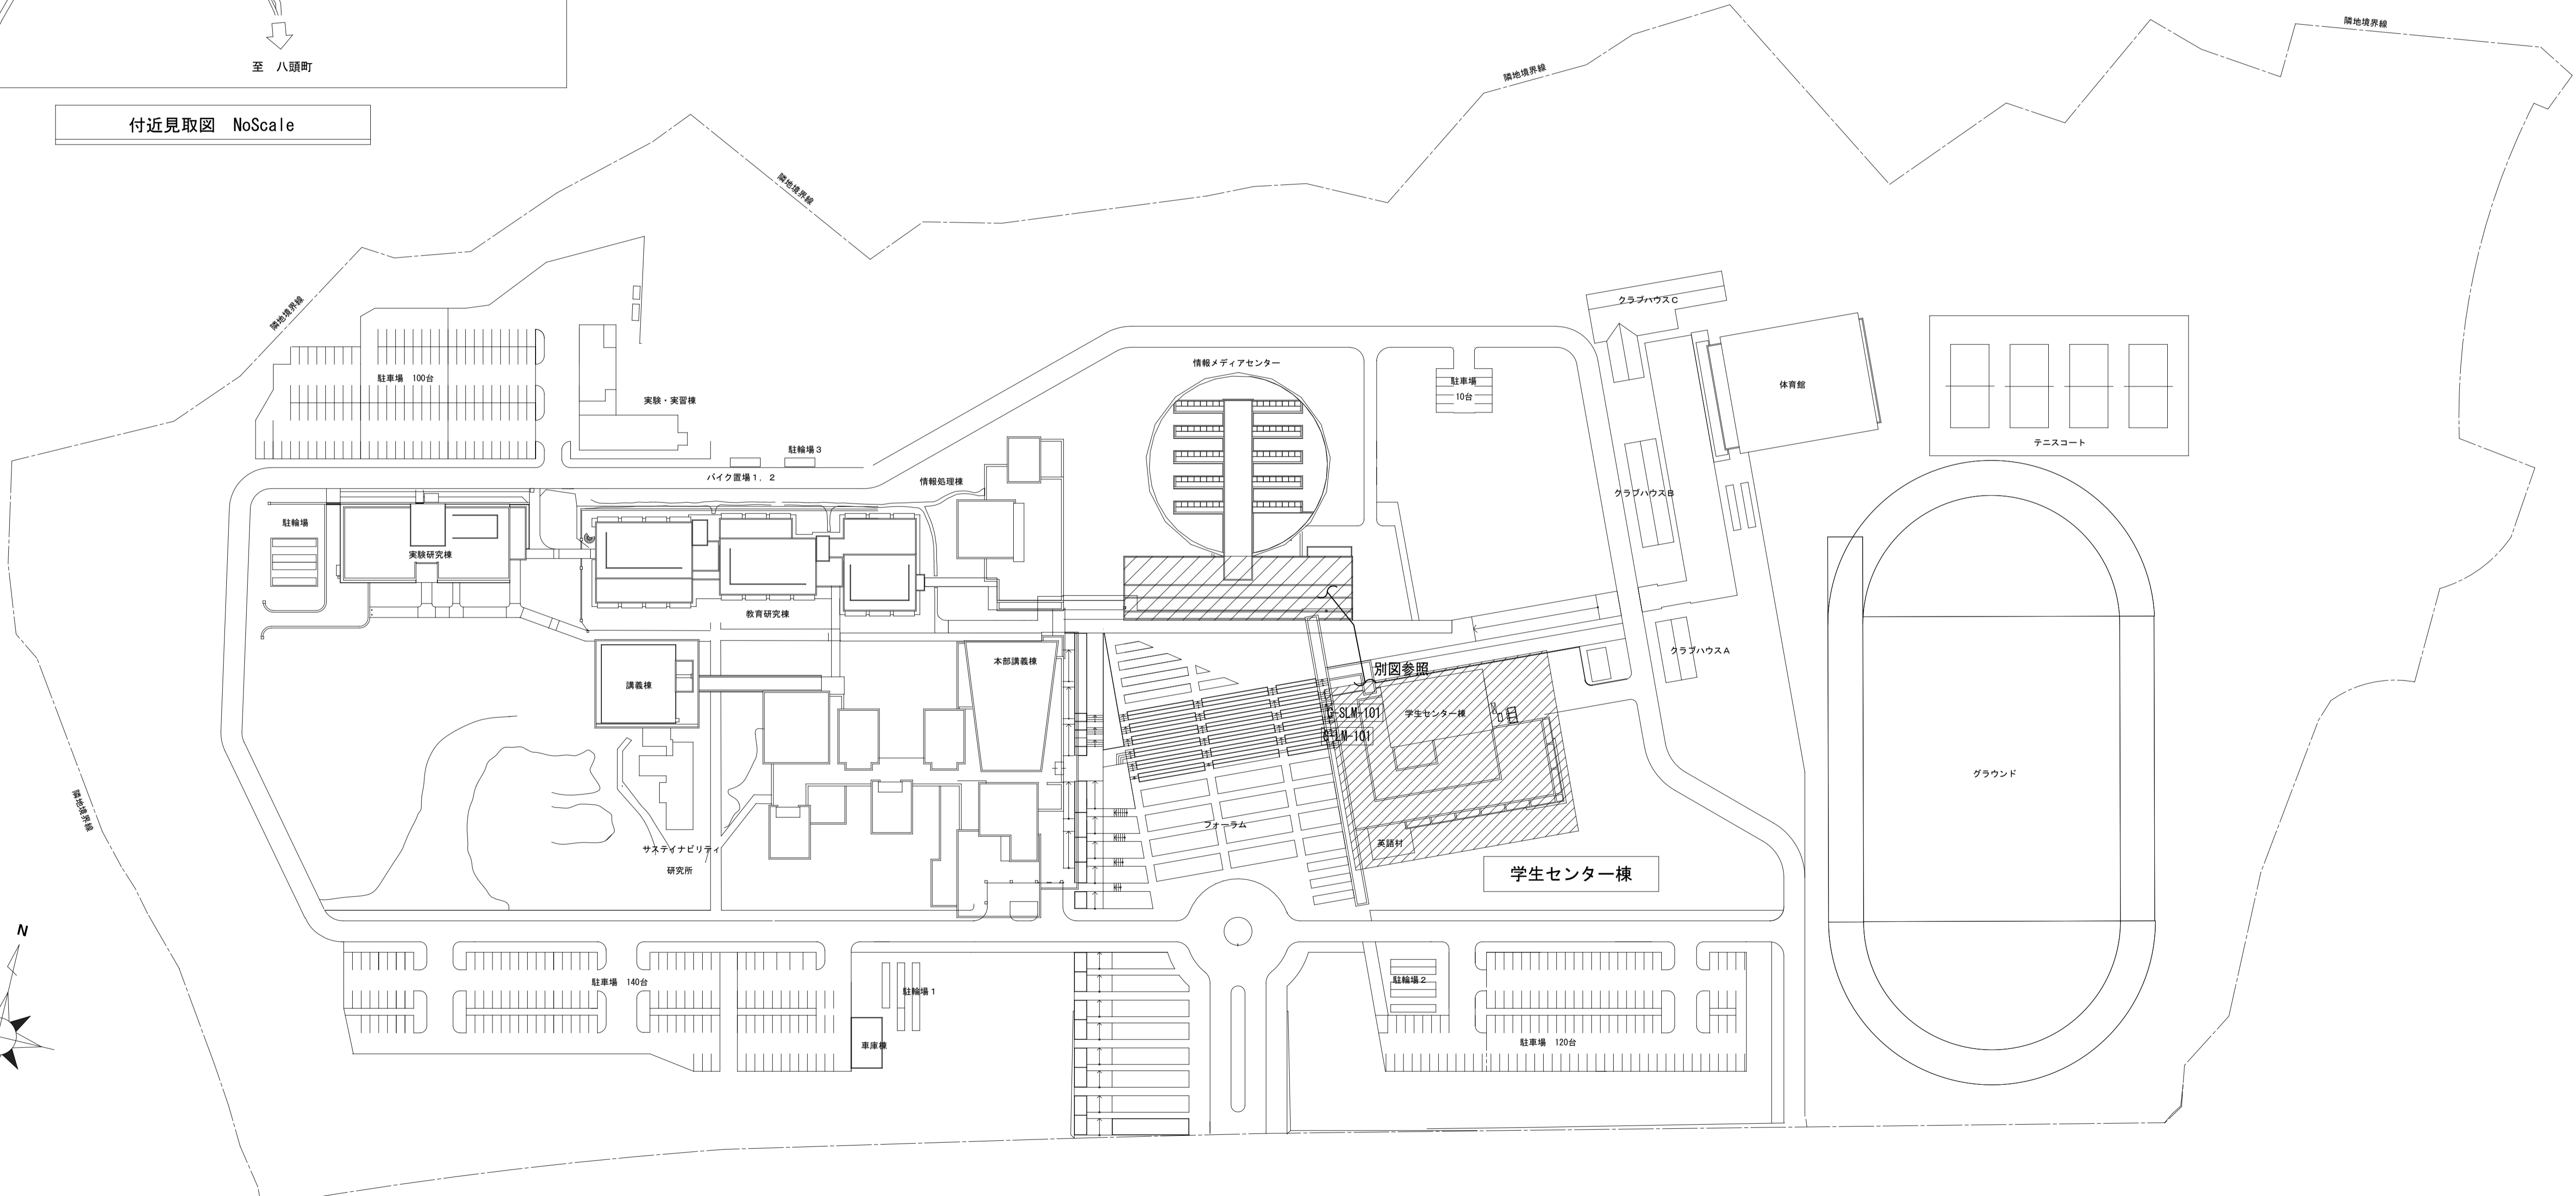 至　八頭町
付近見取図　NoScale
隣地境界線
隣地境界線
隣地境界線
隣地境界線
隣地境界線
クラブハウスC
情報メディアセンター
駐車場　100台
駐車場
10台
体育館
実験・実習棟
テニスコート
駐輪場３
バイク置場１，２
情報処理棟
クラブハウスB
駐輪場
実験研究棟
教育研究棟
クラブハウスA
本部講義棟
別図参照
講義棟
G-SLM-101
学生センター棟
G-LM-101
グラウンド
フォーラム
英語村
サステイナビリティ
研究所
学生センター棟
N
駐車場　140台
駐輪場１
駐輪場２
車庫棟
駐車場　120台